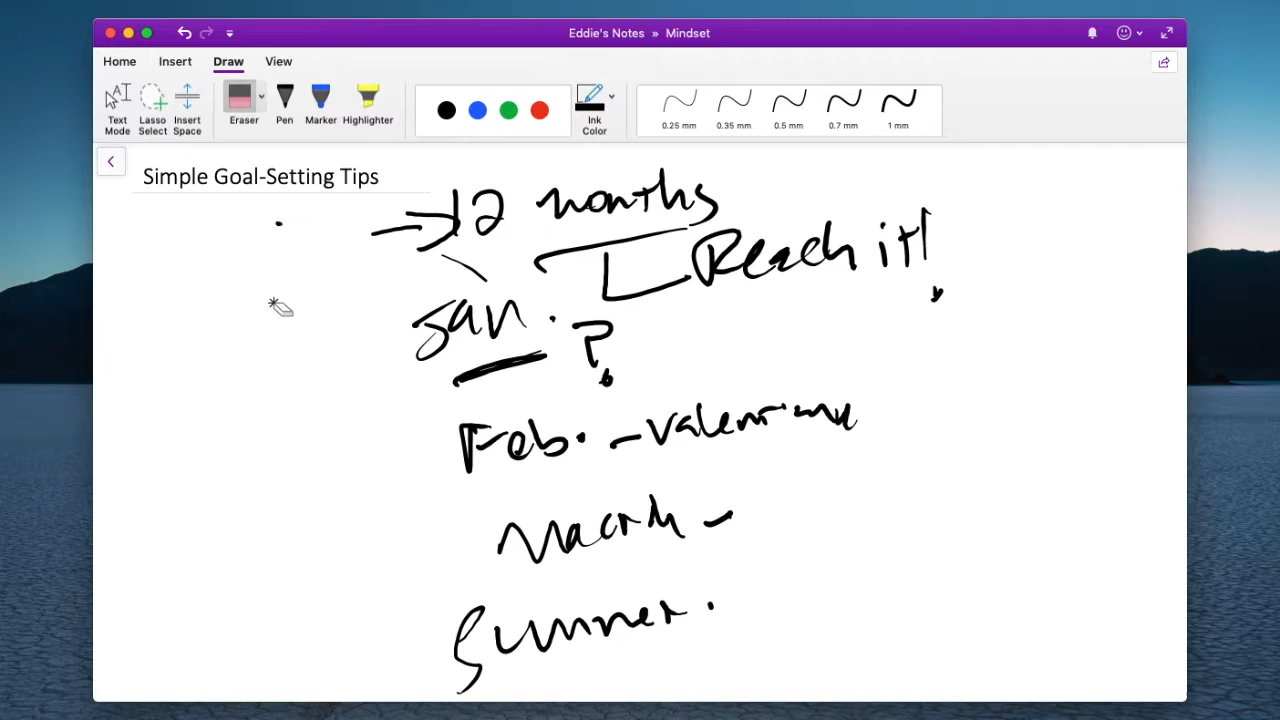 Eddie's Notes » Mindset
Home Insert Draw View
Text Mode
Lasso Select
Insert Space
Eraser
Pen
Marker
Highlighter
Ink Color
0.25 mm
0.35 mm
0.5 mm
0.7 mm
1 mm
Simple Goal-Setting Tips
→ 12 months
Reach it!
Jan. ?
Feb. - Valentine
March -
Summer.